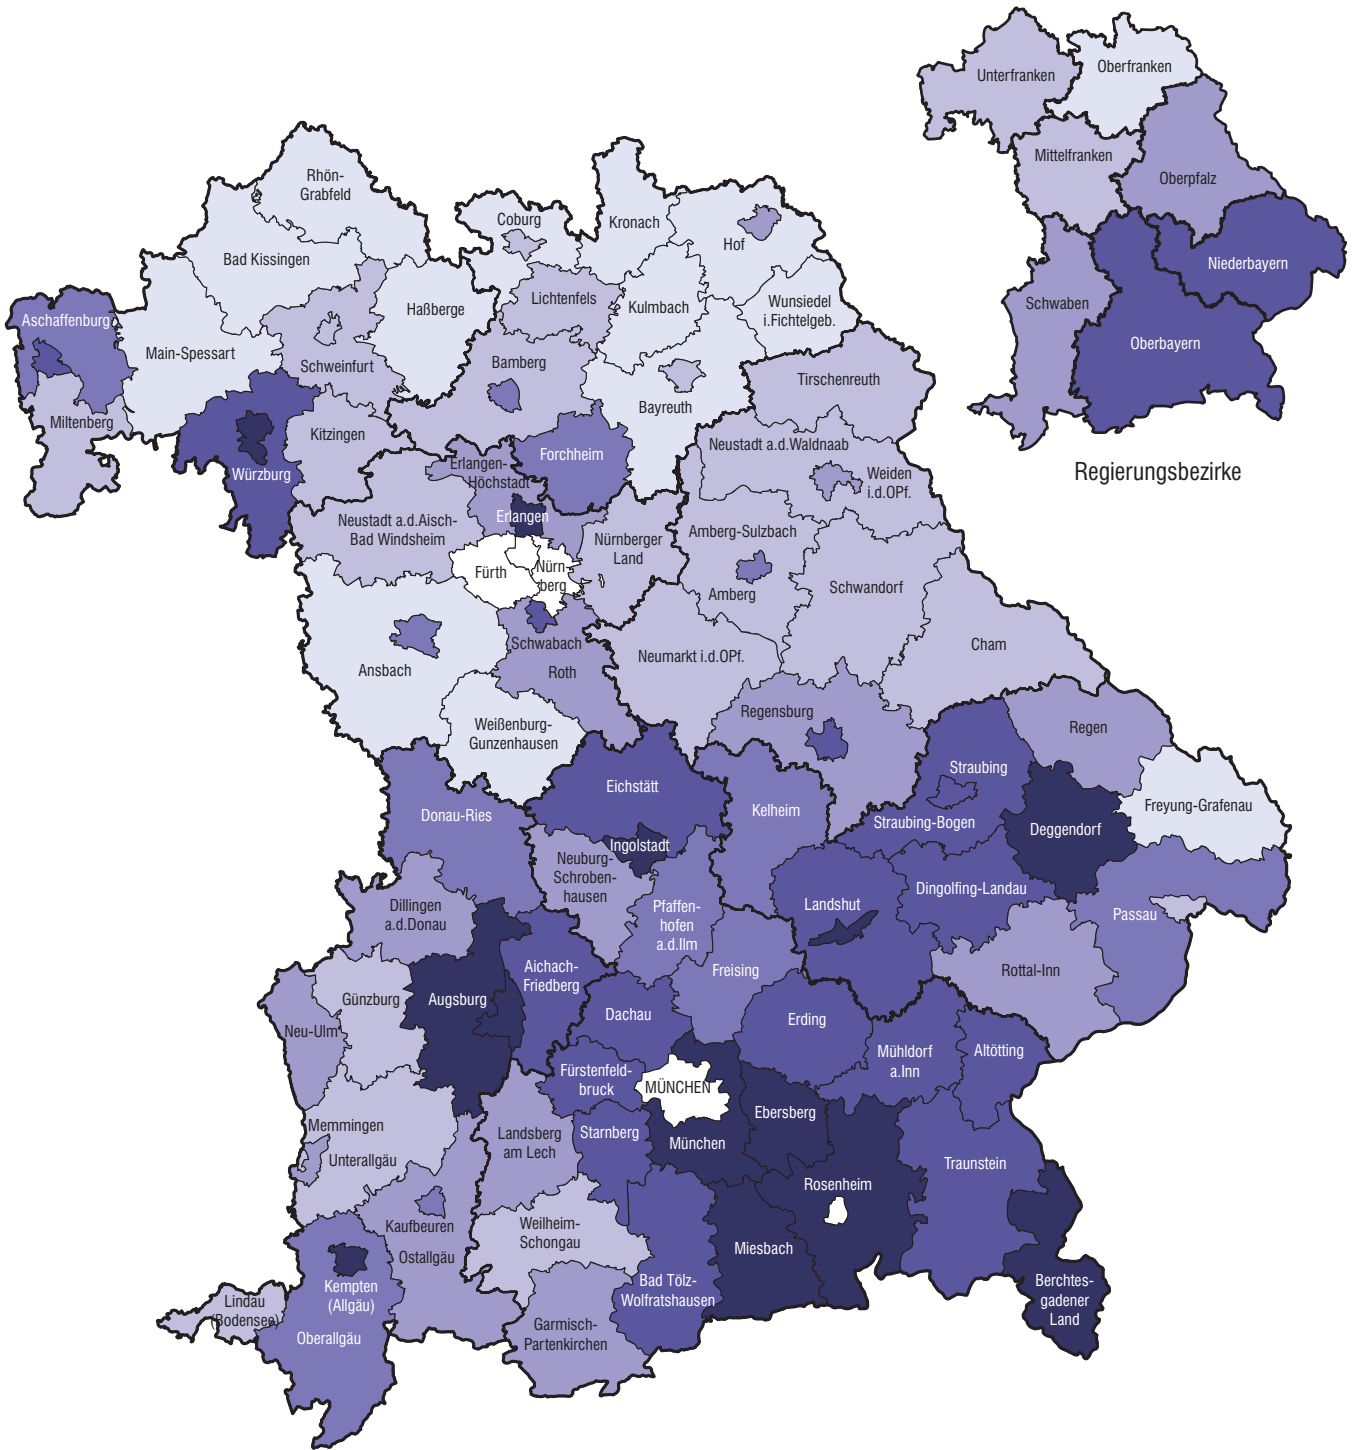 Unterfranken
Oberfranken
Mittelfranken
Oberpfalz
Niederbayern
Schwaben
Oberbayern
Regierungsbezirke
Rhön-
Grabfeld
Coburg
Kronach
Hof
Bad Kissingen
Lichtenfels
Kulmbach
Wunsiedel
i.Fichtelgeb.
Haßberge
Aschaffenburg
Main-Spessart
Schweinfurt
Bamberg
Tirschenreuth
Miltenberg
Kitzingen
Bayreuth
Würzburg
Forchheim
Neustadt a.d.Waldnaab
Weiden
i.d.OPf.
Erlangen-
Höchstadt
Erlangen
Neustadt a.d.Aisch-
Bad Windsheim
Nürnberger
Land
Amberg-Sulzbach
Fürth
Nürn-
berg
Amberg
Schwandorf
Schwabach
Roth
Neumarkt i.d.OPf.
Cham
Ansbach
Weißenburg-
Gunzenhausen
Regensburg
Regen
Straubing
Eichstätt
Donau-Ries
Kelheim
Straubing-Bogen
Deggendorf
Freyung-Grafenau
Ingolstadt
Neuburg-
Schroben-
hausen
Dingolfing-Landau
Dillingen
a.d.Donau
Pfaffen-
hofen
a.d.Ilm
Landshut
Passau
Aichach-
Friedberg
Freising
Rottal-Inn
Günzburg
Augsburg
Neu-Ulm
Dachau
Erding
Mühldorf
a.Inn
Altötting
Fürstenfeld-
bruck
MÜNCHEN
Ebersberg
Memmingen
Unterallgäu
Landsberg
am Lech
Starnberg
München
Traunstein
Rosenheim
Kaufbeuren
Ostallgäu
Weilheim-
Schongau
Miesbach
Kempten
(Allgäu)
Bad Tölz-
Wolfratshausen
Berchtes-
gadener
Land
Lindau
(Bodensee)
Oberallgäu
Garmisch-
Partenkirchen